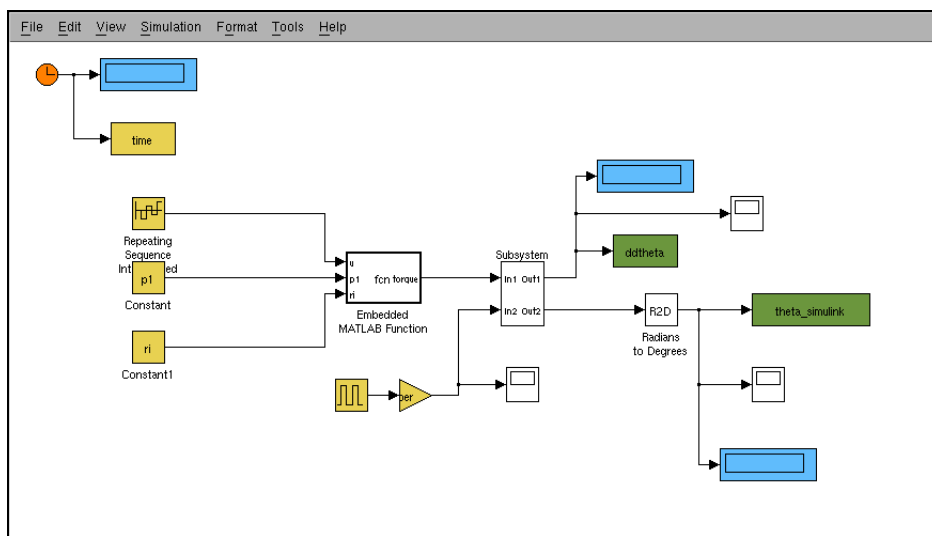 File Edit View Simulation Format Tools Help
time
Repeating
Sequence
u
p1
ri
fcn torque
Embedded
MATLAB Function
p1
Constant
ri
Constant1
Subsystem
In1 Out1
In2 Out2
ddtheta
R2D
Radians
to Degrees
theta_simulink